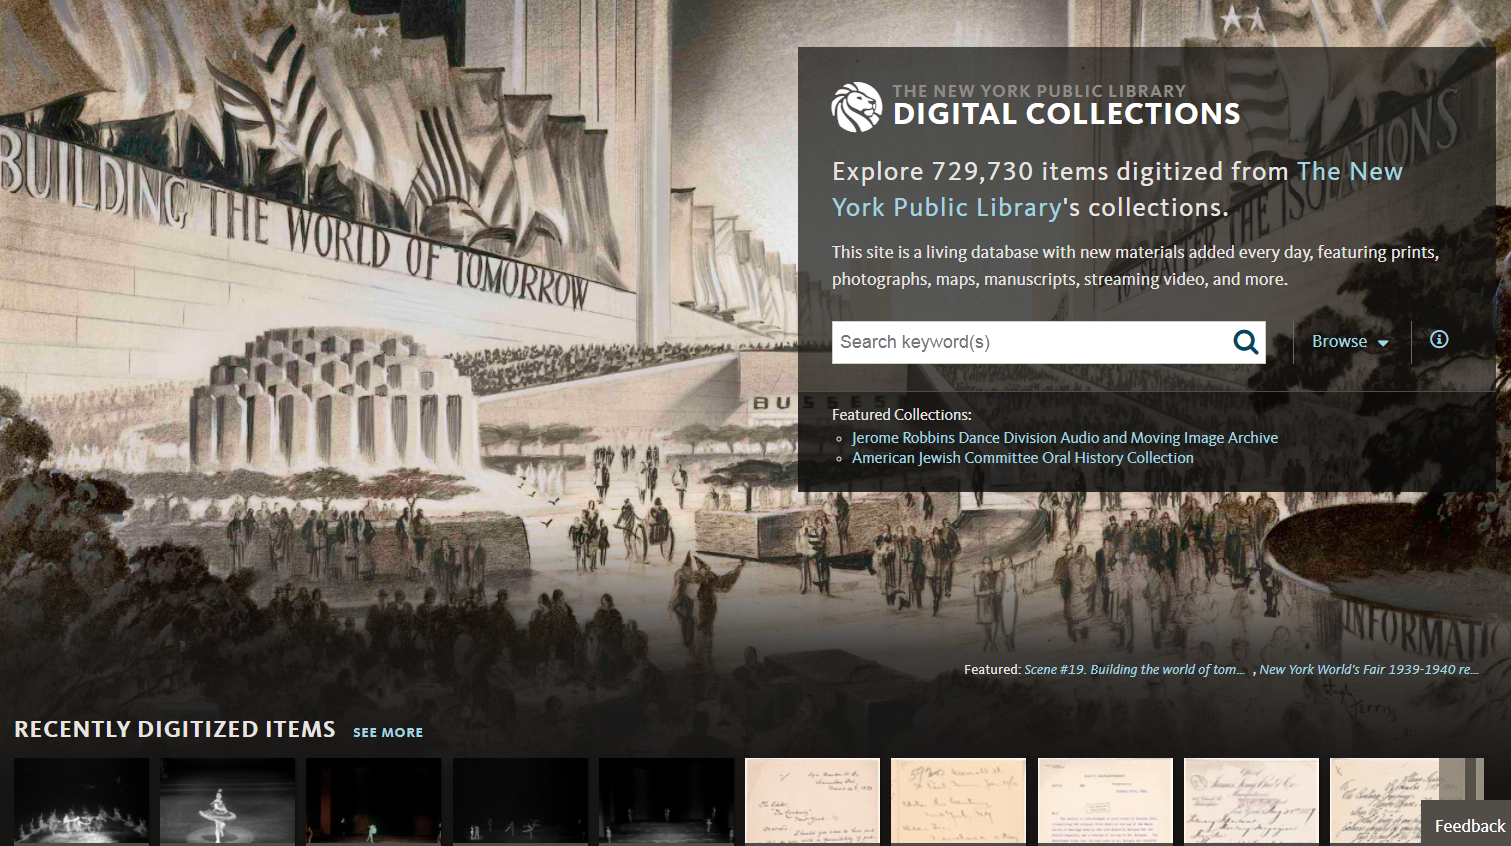 BUILDING THE WORLD OF TOMORROW
THE NEW YORK PUBLIC LIBRARY
DIGITAL COLLECTIONS
Explore 729,730 items digitized from The New
York Public Library's collections.
This site is a living database with new materials added every day, featuring prints,
photographs, maps, manuscripts, streaming video, and more.
Search keyword(s)
Browse
BUSSES
Featured Collections:
Jerome Robbins Dance Division Audio and Moving Image Archive
American Jewish Committee Oral History Collection
INFORMATI
Featured: Scene #19. Building the world of tom... , New York World's Fair 1939-1940 re...
RECENTLY DIGITIZED ITEMS SEE MORE
Feedback